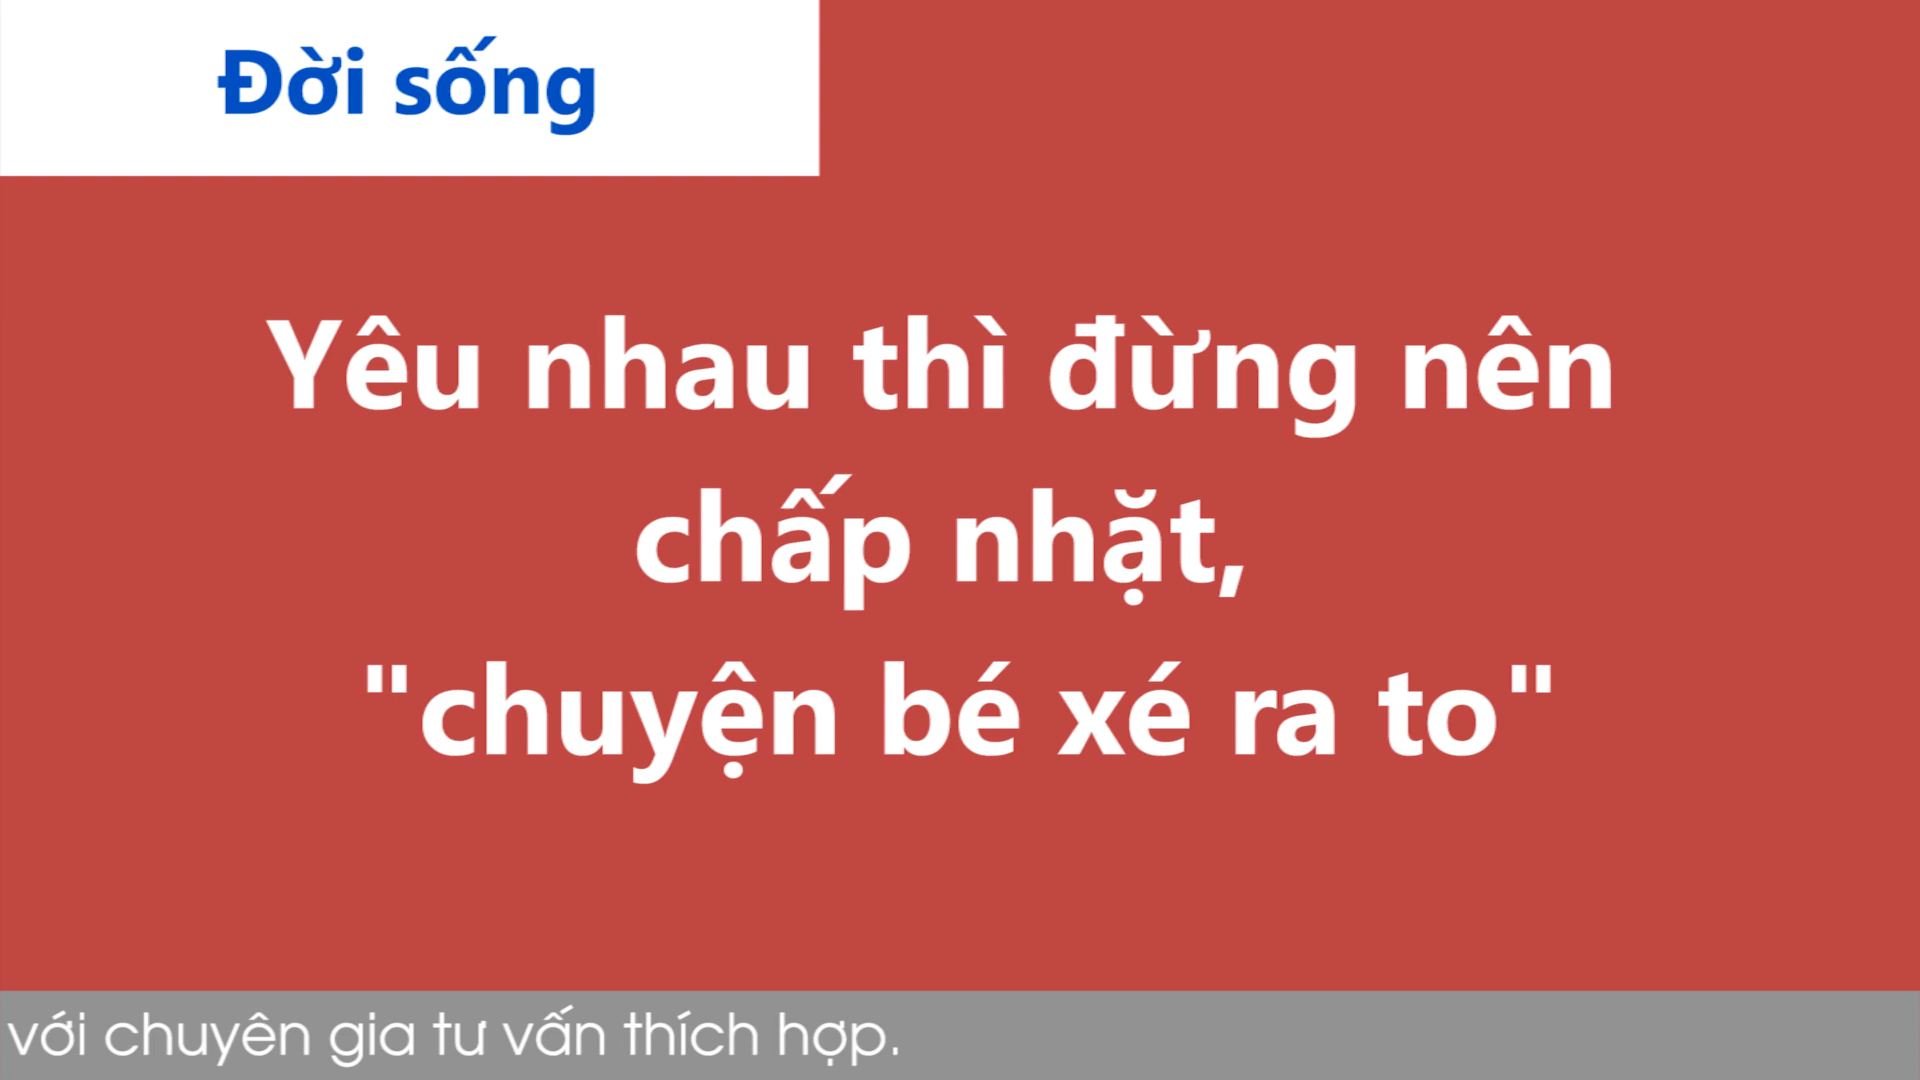 Đời sống
Yêu nhau thì đừng nên
chấp nhặt,
"chuyện bé xé ra to"
với chuyên gia tư vấn thích hợp.